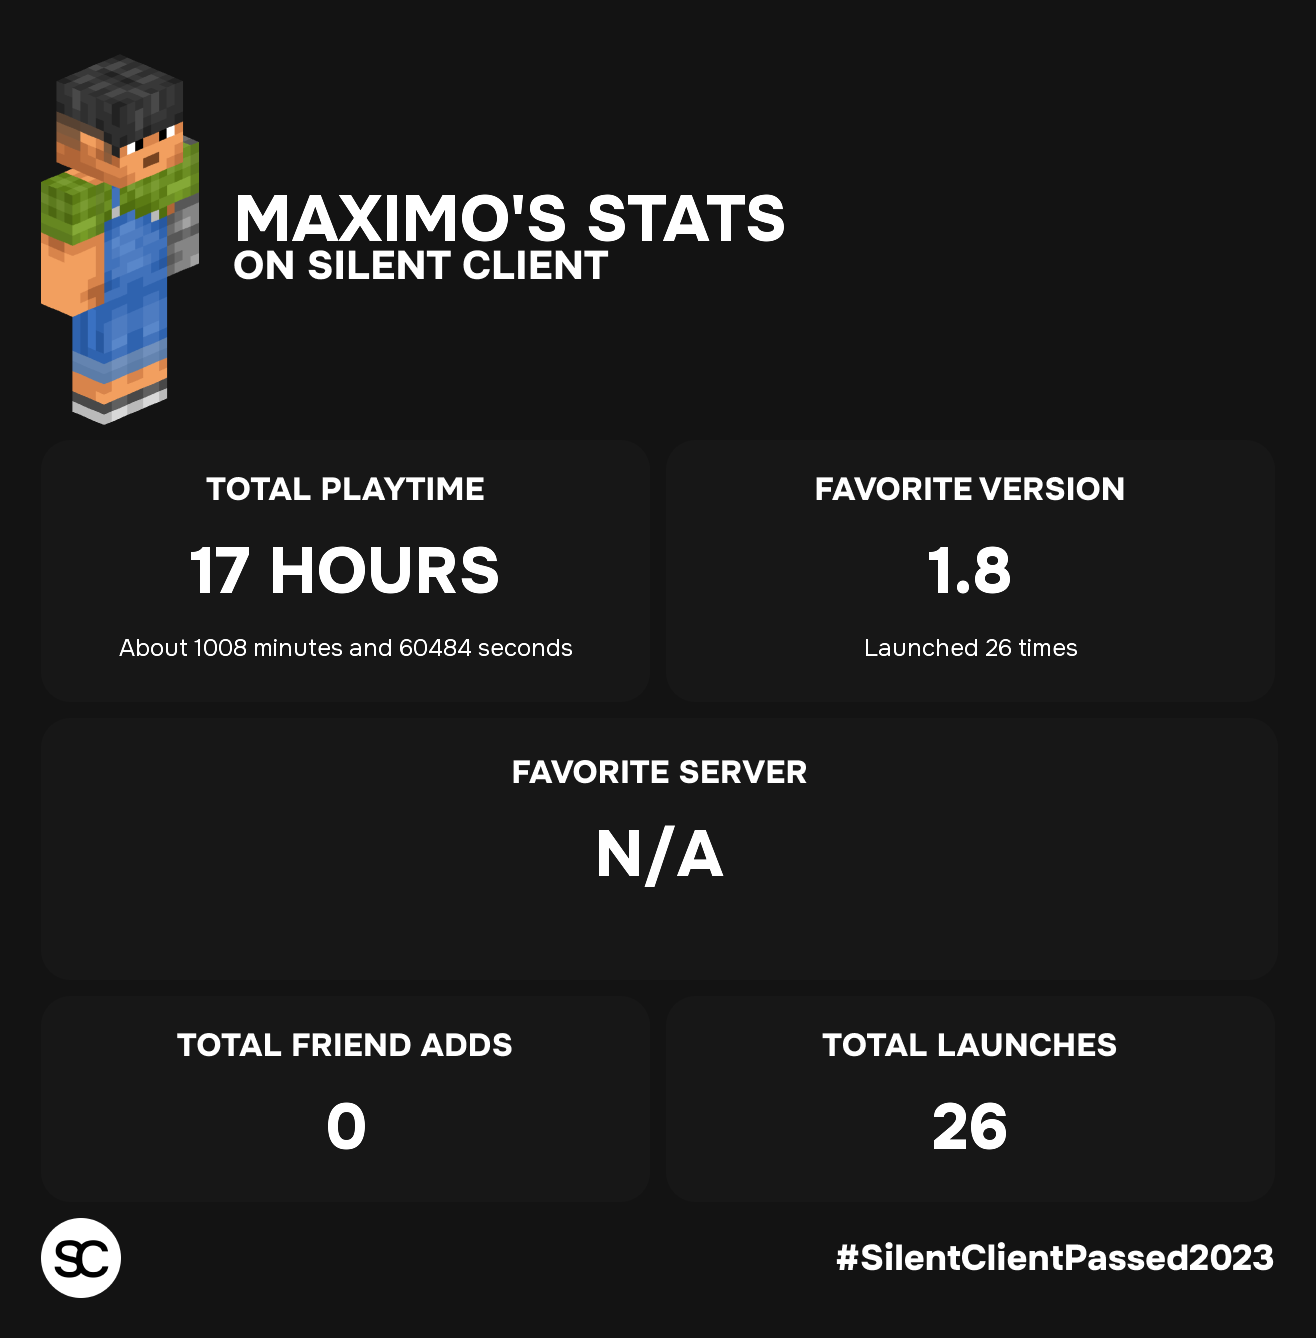 MAXIMO'S STATS
ON SILENT CLIENT
TOTAL PLAYTIME
17 HOURS
About 1008 minutes and 60484 seconds
FAVORITE VERSION
1.8
Launched 26 times
FAVORITE SERVER
N/A
TOTAL FRIEND ADDS
0
TOTAL LAUNCHES
26
SC
#SilentClientPassed2023